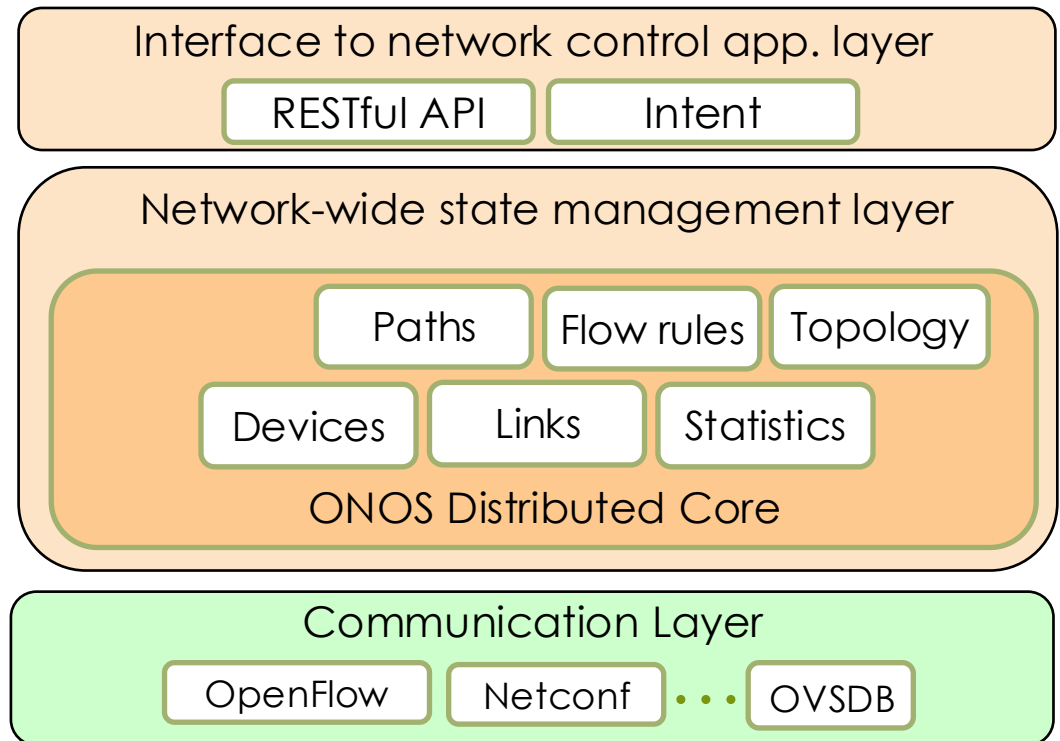 Interface to network control app. layer
RESTful API Intent
Network-wide state management layer
Paths Flow rules Topology
Devices Links Statistics
ONOS Distributed Core
Communication Layer
OpenFlow Netconf ... OVSDB